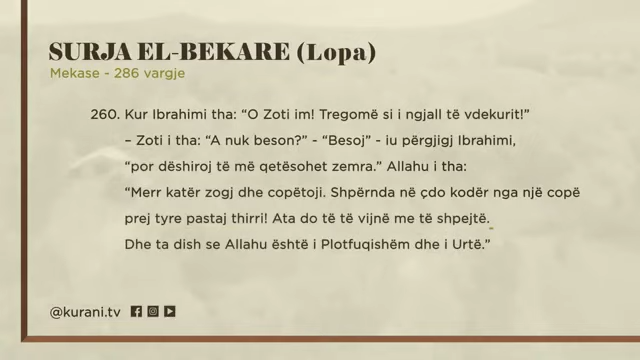 SURJA EL-BEKARE (Lopa)
Mekase - 286 vargje
260. Kur Ibrahimi tha: “O Zoti im! Tregomë si i ngjall të vdekurit!”
– Zoti i tha: “A nuk beson?” - “Besoj” - iu përgjigj Ibrahimi,
“por dëshiroj të më qetësohet zemra.” Allahu i tha:
“Merr katër zogj dhe copëtoji. Shpërnda në çdo kodër nga një copë
prej tyre pastaj thirri! Ata do të të vijnë me të shpejtë.
Dhe ta dish se Allahu është i Plotfuqishëm dhe i Urtë.”
@kurani.tv